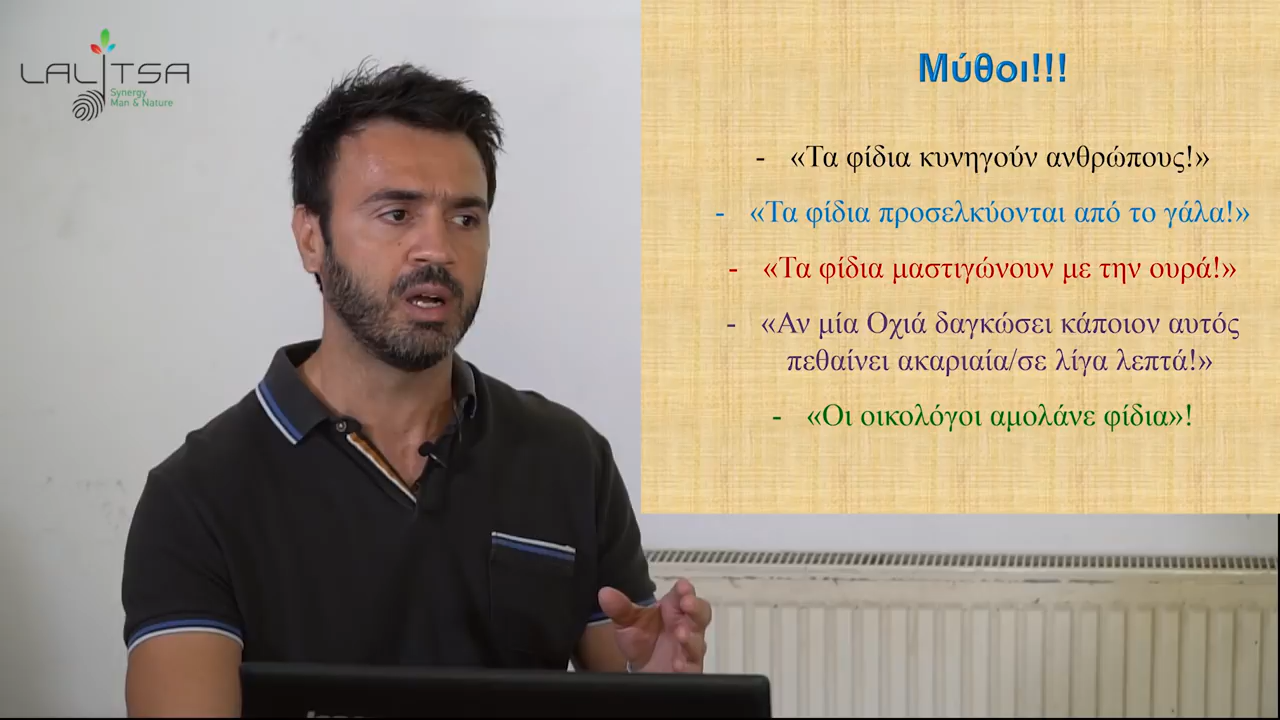 LALITSA
Synergy
Man & Nature
Μύθοι!!!
- «Τα φίδια κυνηγούν ανθρώπους!»
- «Τα φίδια προσελκύονται από το γάλα!»
- «Τα φίδια μαστιγώνουν με την ουρά!»
- «Αν μία Οχιά δαγκώσει κάποιον αυτός
πεθαίνει ακαριαία/σε λίγα λεπτά!»
- «Οι οικολόγοι αμολάνε φίδια»!